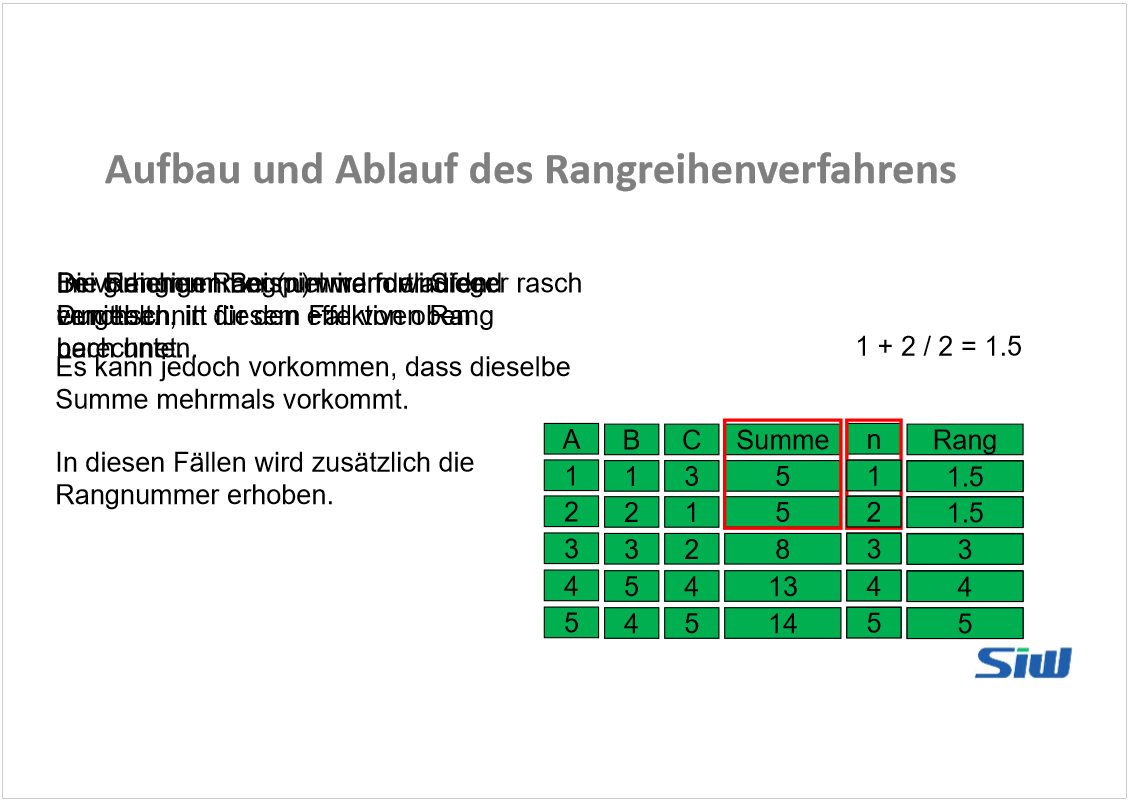 Aufbau und Ablauf des Rangreihenverfahrens
rasch
Rang
Es kann jedoch vorkommen, dass dieselbe
Summe mehrmals vorkommt.
In diesen Fällen wird zusätzlich die
Rangnummer erhoben.
1 + 2 / 2 = 1.5
A B C Summe n Rang
1 1 3 5 1 1.5
2 2 1 5 2 1.5
3 3 2 8 3 3
4 5 4 13 4 4
5 4 5 14 5 5
Siw